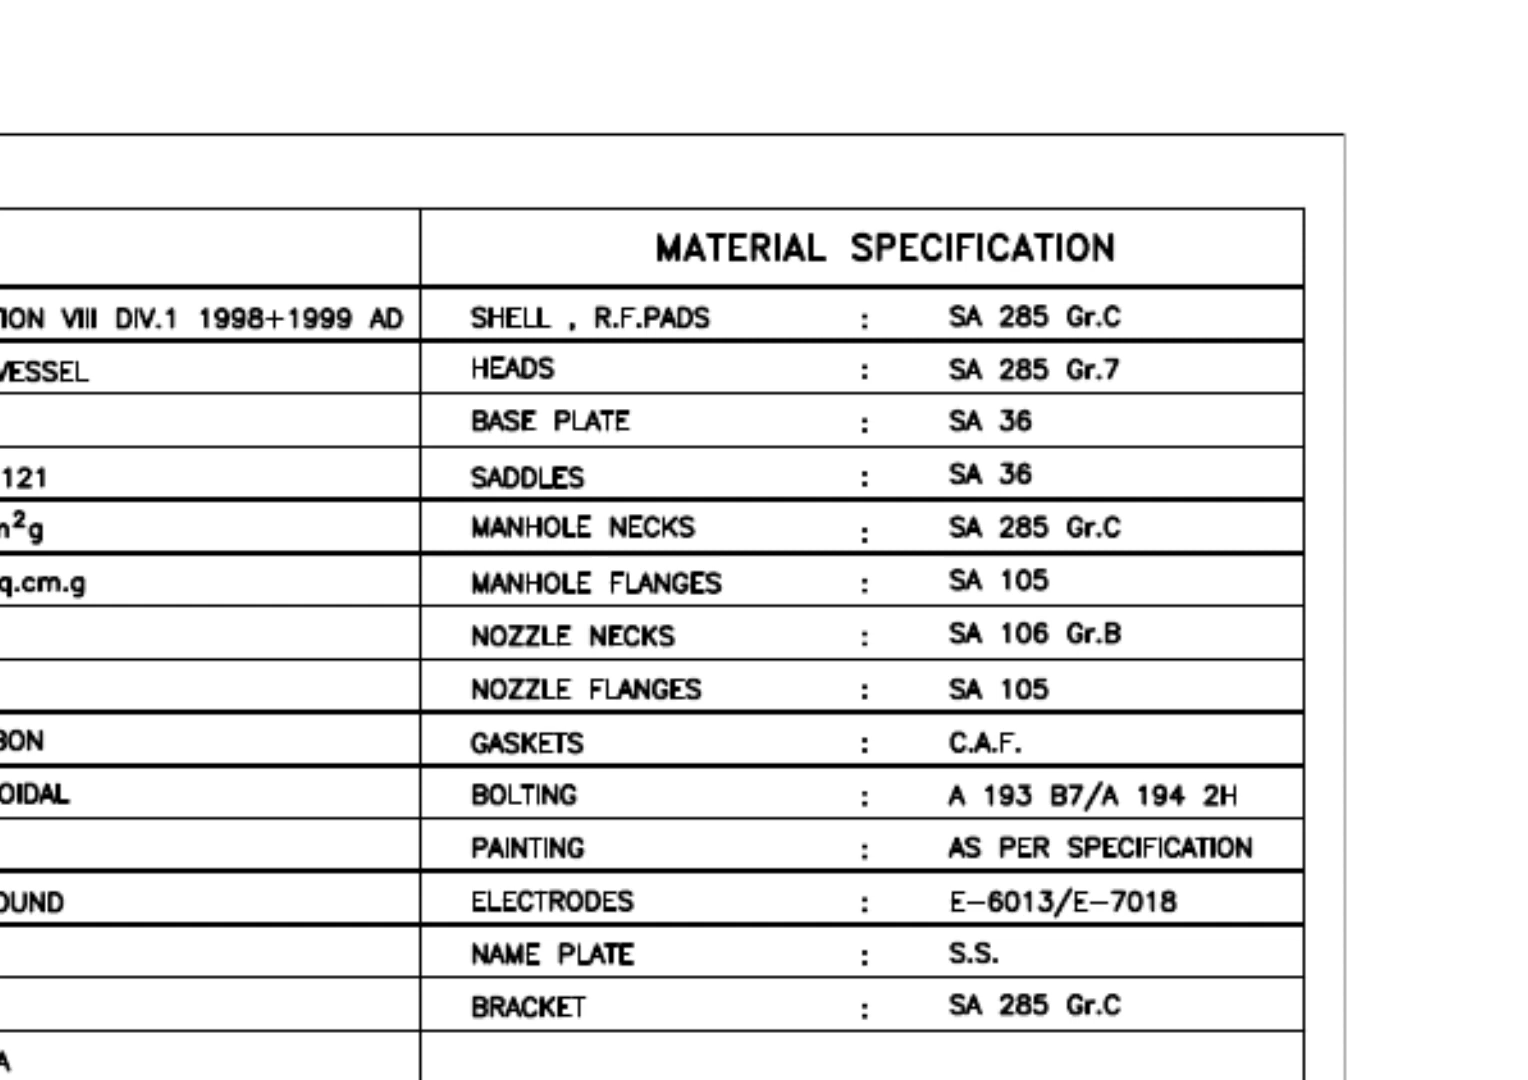 MATERIAL SPECIFICATION
TION VIII DIV.1 1998+1999 AD SHELL , R.F.PADS : SA 285 Gr.C
VESSEL HEADS : SA 285 Gr.7
BASE PLATE : SA 36
121 SADDLES : SA 36
m²g MANHOLE NECKS : SA 285 Gr.C
q.cm.g MANHOLE FLANGES : SA 105
NOZZLE NECKS : SA 106 Gr.B
NOZZLE FLANGES : SA 105
BON GASKETS : C.A.F.
OIDAL BOLTING : A 193 B7/A 194 2H
PAINTING : AS PER SPECIFICATION
OUND ELECTRODES : E-6013/E-7018
NAME PLATE : S.S.
BRACKET : SA 285 Gr.C
A